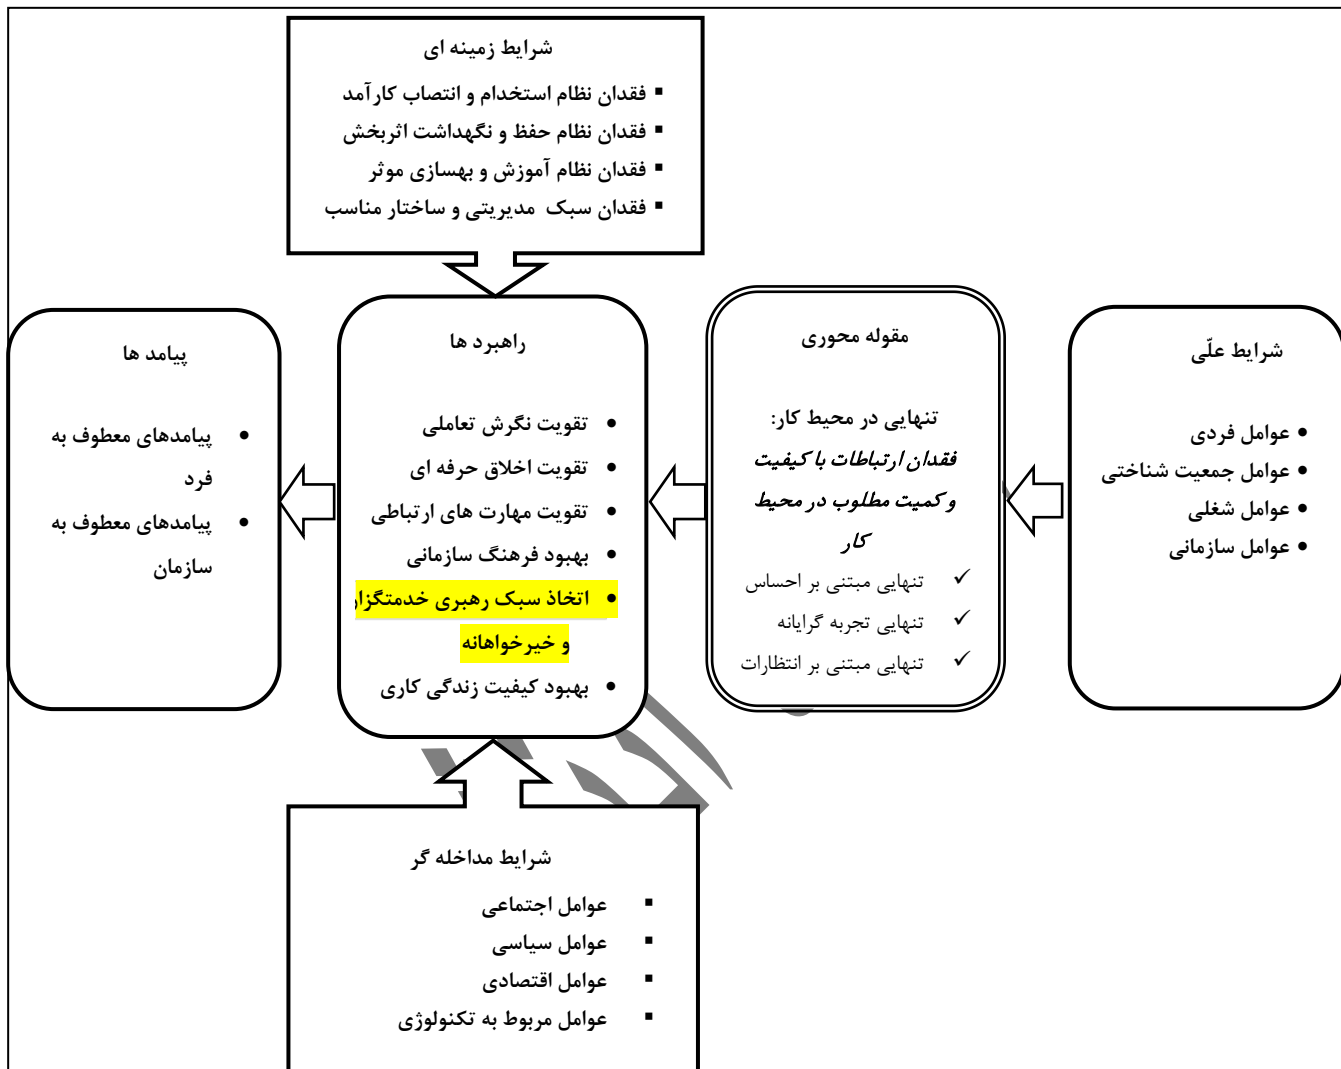 شرایط زمینه ای
فقدان نظام استخدام و انتصاب کارآمد
فقدان نظام حفظ و نگهداشت اثربخش
فقدان نظام آموزش و بهسازی موثر
فقدان سبک مدیریتی و ساختار مناسب
شرایط علّی
عوامل فردی
عوامل جمعیت شناختی
عوامل شغلی
عوامل سازمانی
مقوله محوری
تنهایی در محیط کار:
فقدان ارتباطات با کیفیت
و کمیت مطلوب در محیط
کار
تنهایی مبتنی بر احساس
تنهایی تجربه گرایانه
تنهایی مبتنی بر انتظارات
راهبرد ها
تقویت نگرش تعاملی
تقویت اخلاق حرفه ای
تقویت مهارت های ارتباطی
بهبود فرهنگ سازمانی
اتخاذ سبک رهبری خدمتگزار
و خیرخواهانه
بهبود کیفیت زندگی کاری
پیامد ها
پیامدهای معطوف به
فرد
پیامدهای معطوف به
سازمان
شرایط مداخله گر
عوامل اجتماعی
عوامل سیاسی
عوامل اقتصادی
عوامل مربوط به تکنولوژی